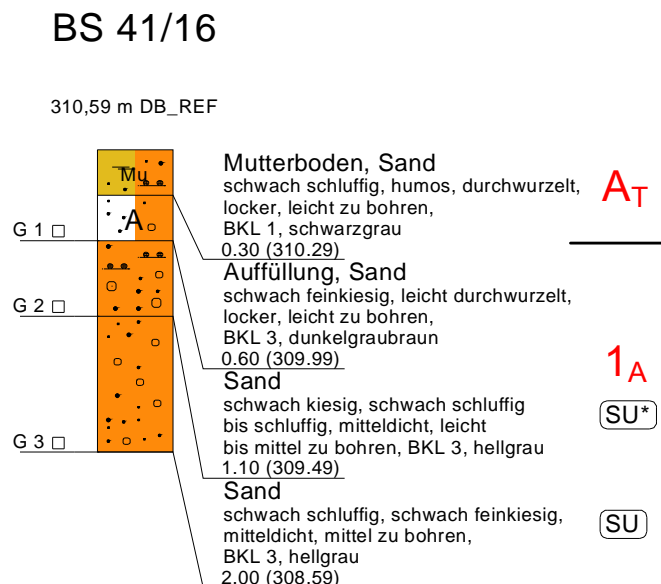 BS 41/16
310,59 m DB_REF
Mu
A
G 1
G 2
G 3
Mutterboden, Sand
schwach schluffig, humos, durchwurzelt,
locker, leicht zu bohren,
BKL 1, schwarzgrau
0.30 (310.29)
A_T
Auffüllung, Sand
schwach feinkiesig, leicht durchwurzelt,
locker, leicht zu bohren,
BKL 3, dunkelgraubraun
0.60 (309.99)
1_A
Sand
schwach kiesig, schwach schluffig
bis schluffig, mitteldicht, leicht
bis mittel zu bohren, BKL 3, hellgrau
1.10 (309.49)
SU*
Sand
schwach schluffig, schwach feinkiesig,
mitteldicht, mittel zu bohren,
BKL 3, hellgrau
2.00 (308.59)
SU